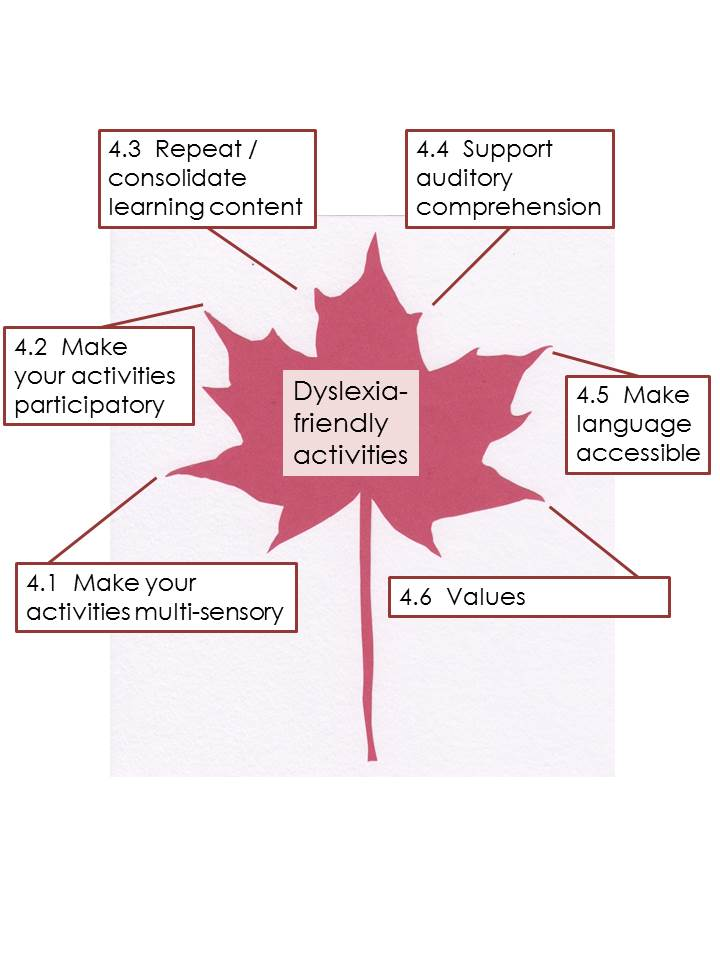 4.3 Repeat /
consolidate
learning content
4.4 Support
auditory
comprehension
4.2 Make
your activities
participatory
Dyslexia-
friendly
activities
4.5 Make
language
accessible
4.1 Make your
activities multi-sensory
4.6 Values